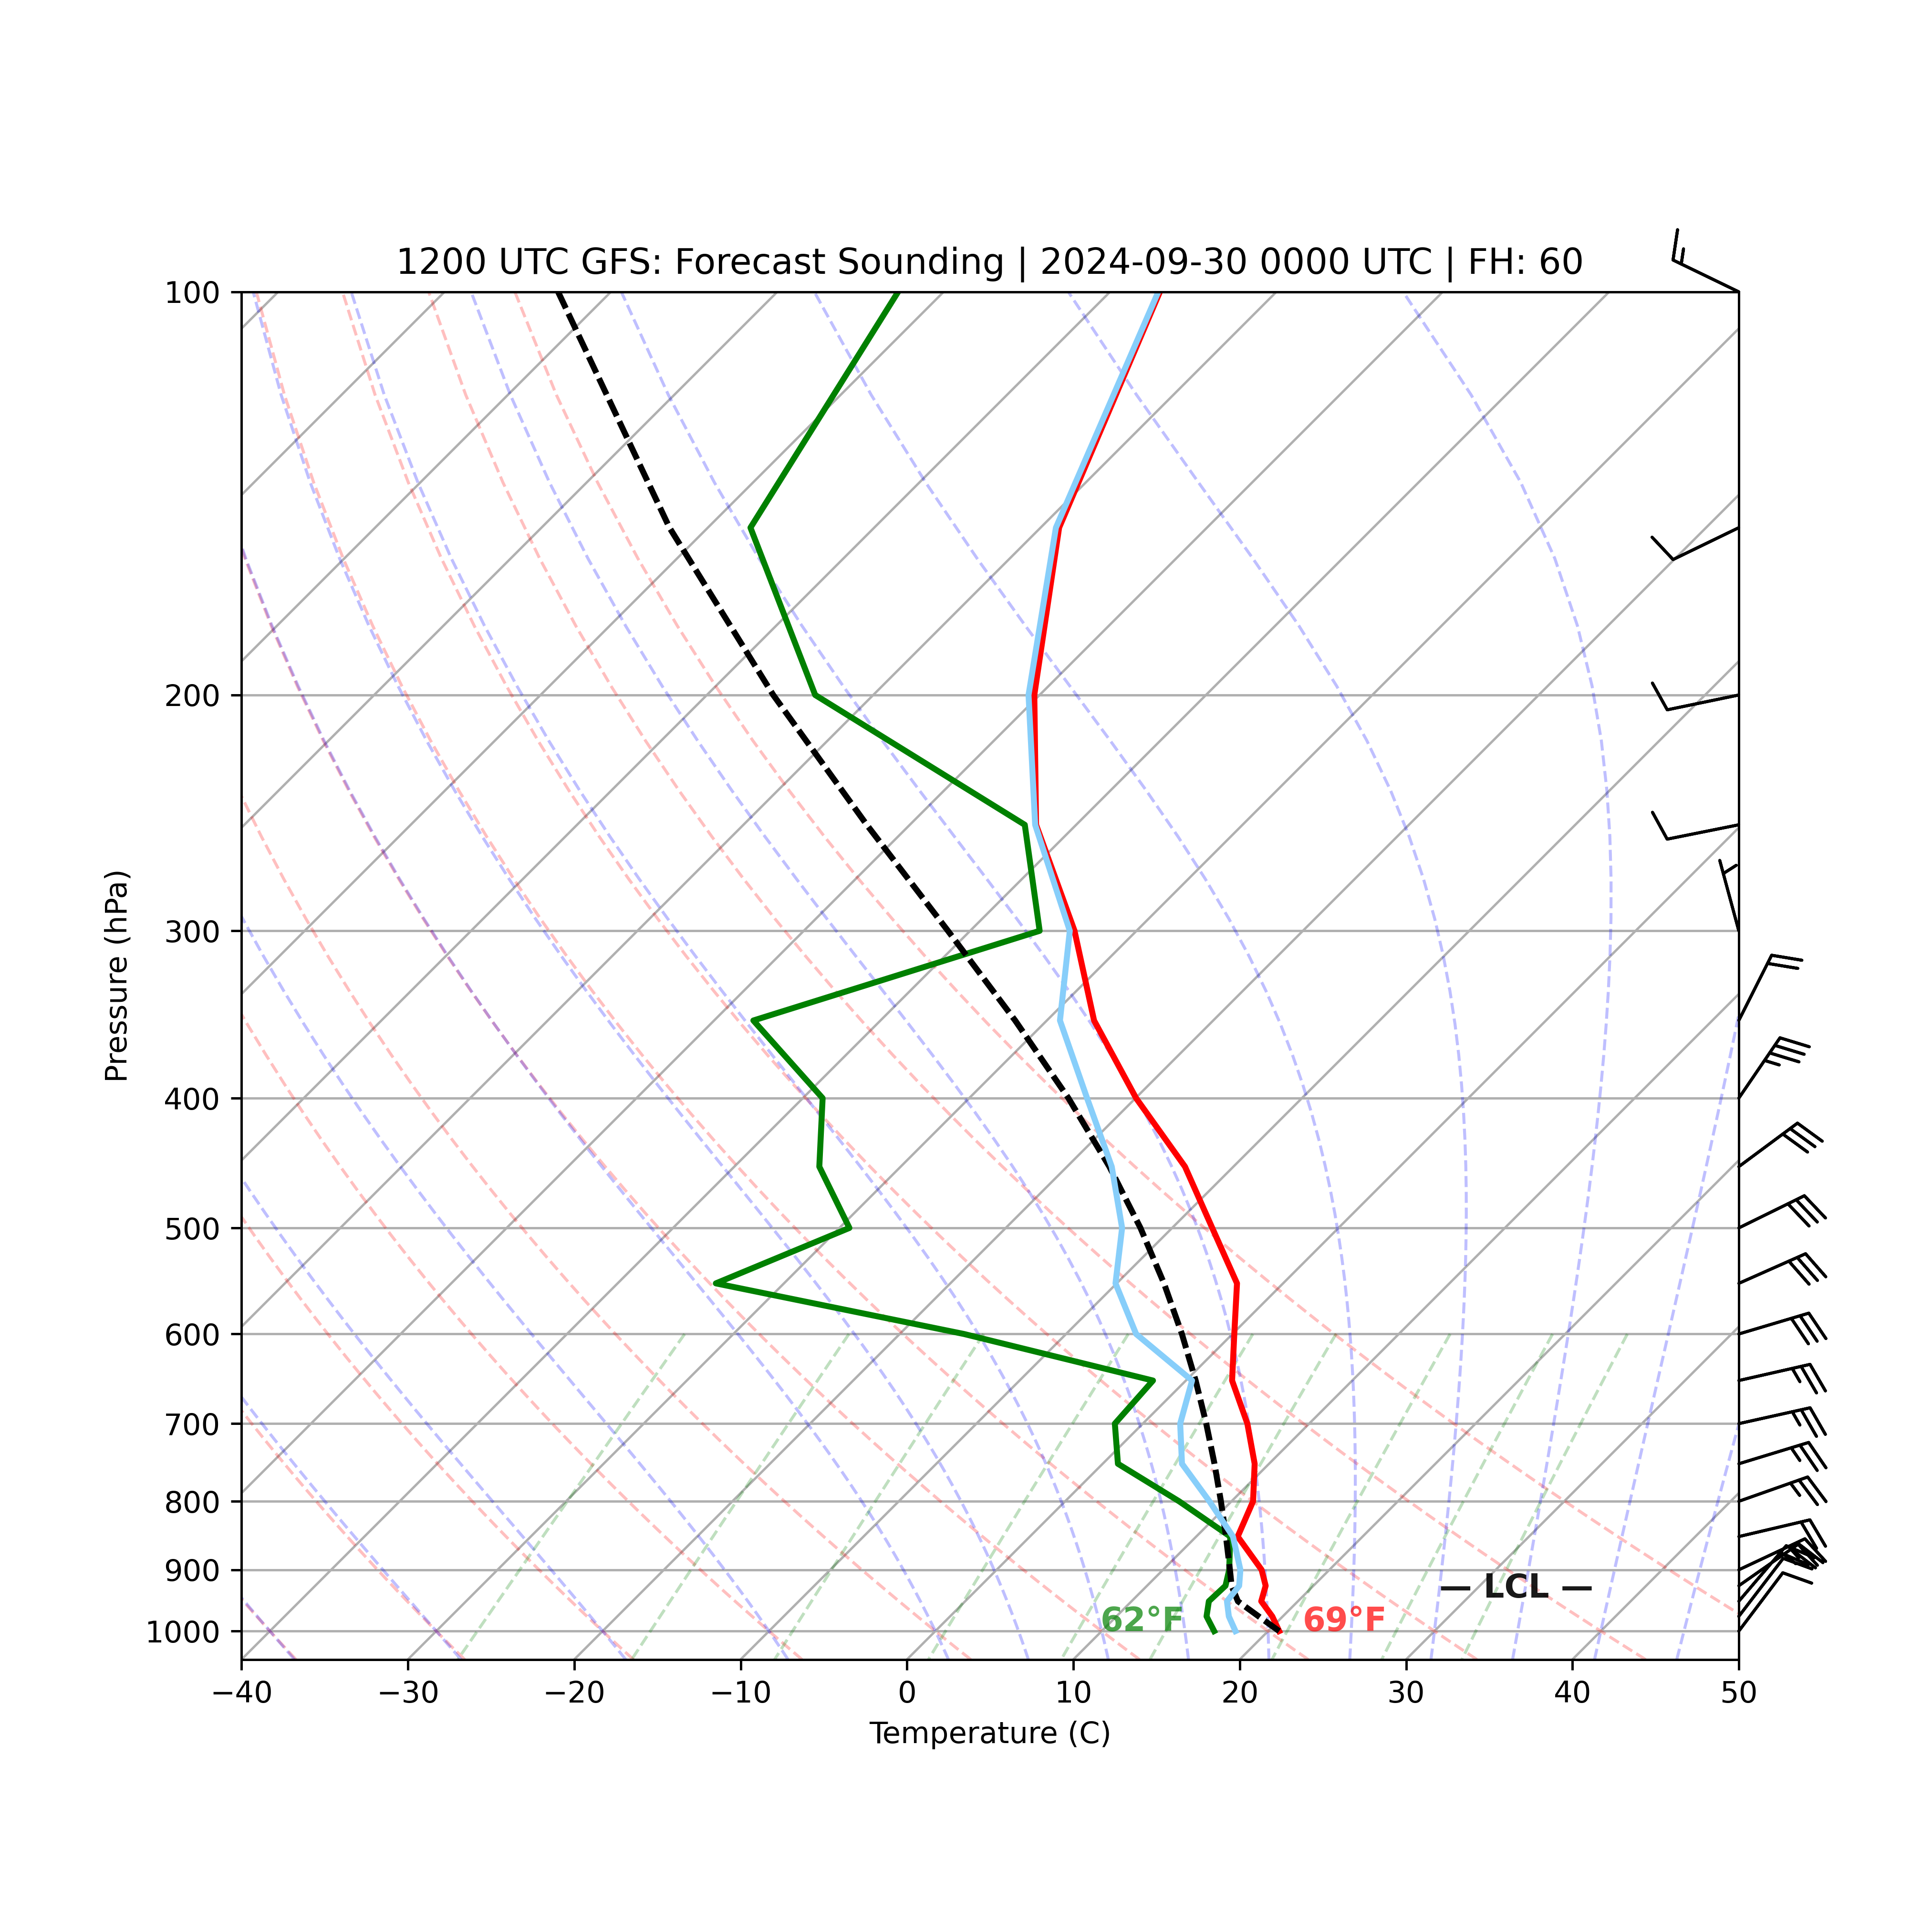 1200 UTC GFS: Forecast Sounding | 2024-09-30 0000 UTC | FH: 60
100
200
300
400
500
600
700
800
900
1000
Pressure (hPa)
— LCL —
62°F
69°F
−40 −30 −20 −10 0 10 20 30 40 50
Temperature (C)